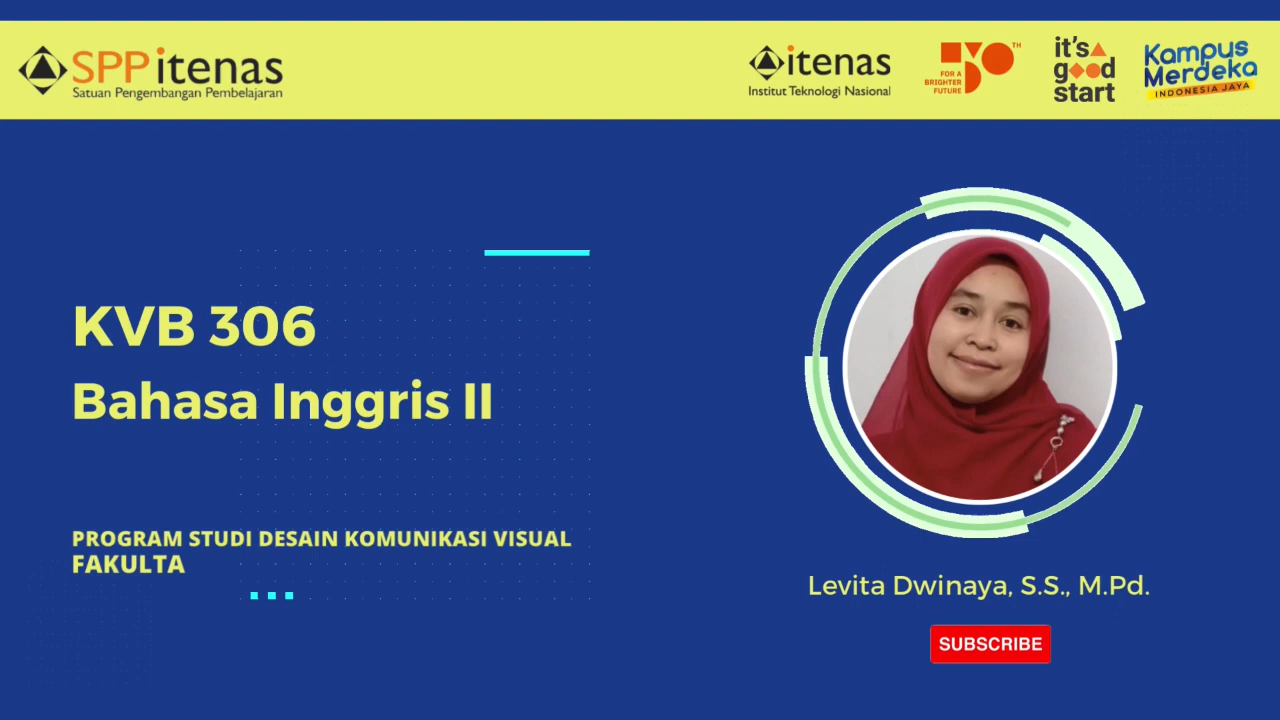 SPP itenas
Satuan Pengembangan Pembelajaran
itenas
Institut Teknologi Nasional
50TH
FOR A
BRIGHTER
FUTURE
it's a
good
start
Kampus
Merdeka
INDONESIA JAYA
KVB 306
Bahasa Inggris II
PROGRAM STUDI DESAIN KOMUNIKASI VISUAL
FAKULTA
Levita Dwinaya, S.S., M.Pd.
SUBSCRIBE